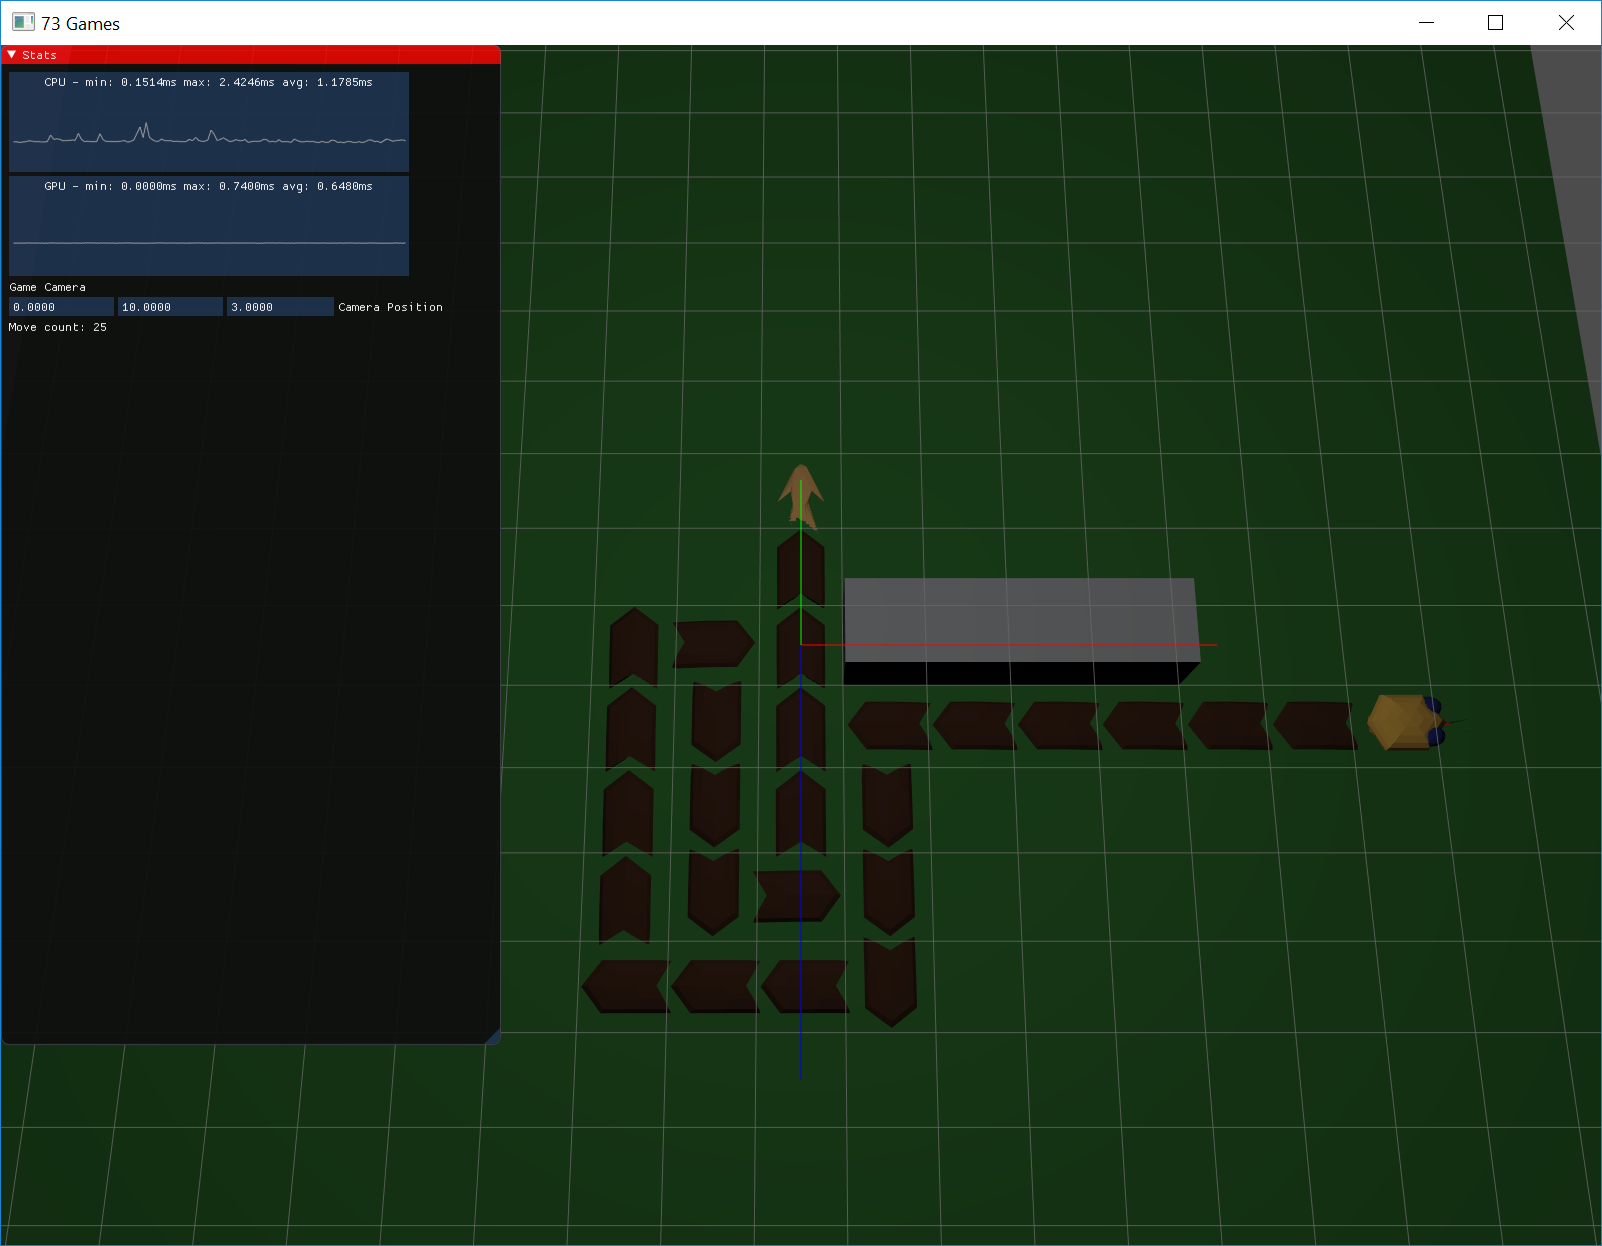 73 Games
Stats
CPU - min: 0.1514ms max: 2.4246ms avg: 1.1785ms
GPU - min: 0.0000ms max: 0.7400ms avg: 0.6480ms
Game Camera
0.0000 10.0000 3.0000 Camera Position
Move count: 25